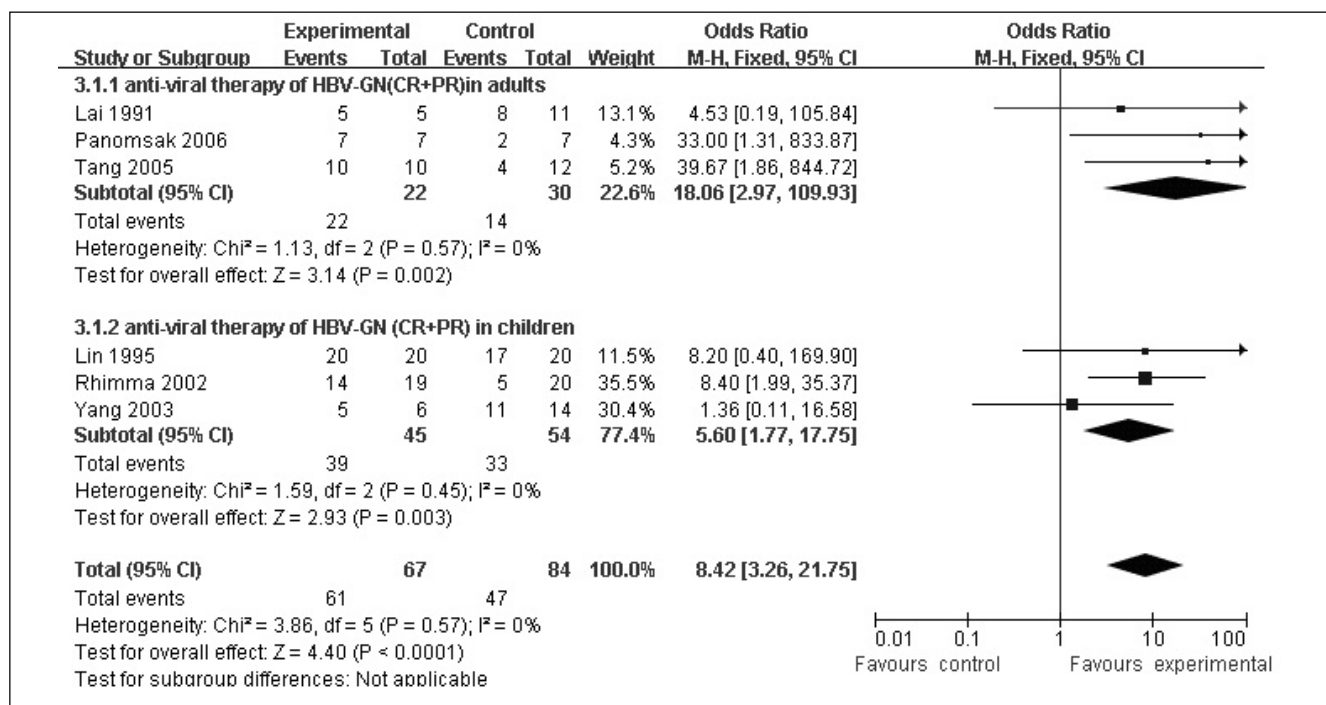 Experimental Control Odds Ratio Odds Ratio
Study or Subgroup Events Total Events Total Weight M-H, Fixed, 95% CI M-H, Fixed, 95% CI
3.1.1 anti-viral therapy of HBV-GN(CR+PR)in adults
Lai 1991 5 5 8 11 13.1% 4.53 [0.19, 105.84]
Panomsak 2006 7 7 2 7 4.3% 33.00 [1.31, 833.87]
Tang 2005 10 10 4 12 5.2% 39.67 [1.86, 844.72]
Subtotal (95% CI) 22 30 22.6% 18.06 [2.97, 109.93]
Total events 22 14
Heterogeneity: Chi² = 1.13, df = 2 (P = 0.57); I² = 0%
Test for overall effect: Z = 3.14 (P = 0.002)
3.1.2 anti-viral therapy of HBV-GN (CR+PR) in children
Lin 1995 20 20 17 20 11.5% 8.20 [0.40, 169.90]
Rhimma 2002 14 19 5 20 35.5% 8.40 [1.99, 35.37]
Yang 2003 5 6 11 14 30.4% 1.36 [0.11, 16.58]
Subtotal (95% CI) 45 54 77.4% 5.60 [1.77, 17.75]
Total events 39 33
Heterogeneity: Chi² = 1.59, df = 2 (P = 0.45); I² = 0%
Test for overall effect: Z = 2.93 (P = 0.003)
Total (95% CI) 67 84 100.0% 8.42 [3.26, 21.75]
Total events 61 47
Heterogeneity: Chi² = 3.86, df = 5 (P = 0.57); I² = 0%
Test for overall effect: Z = 4.40 (P < 0.0001)
Test for subgroup differences: Not applicable
0.01 0.1 1 10 100
Favours control Favours experimental